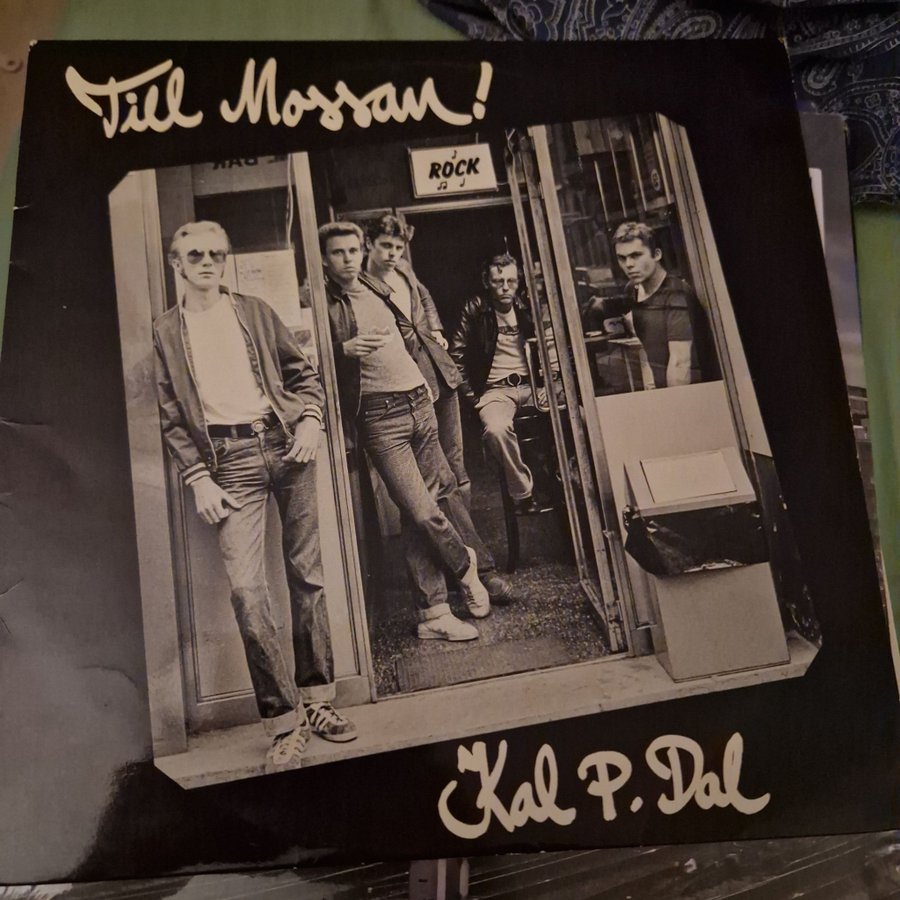 Till Mossan!
ROCK
Kal P. Dal